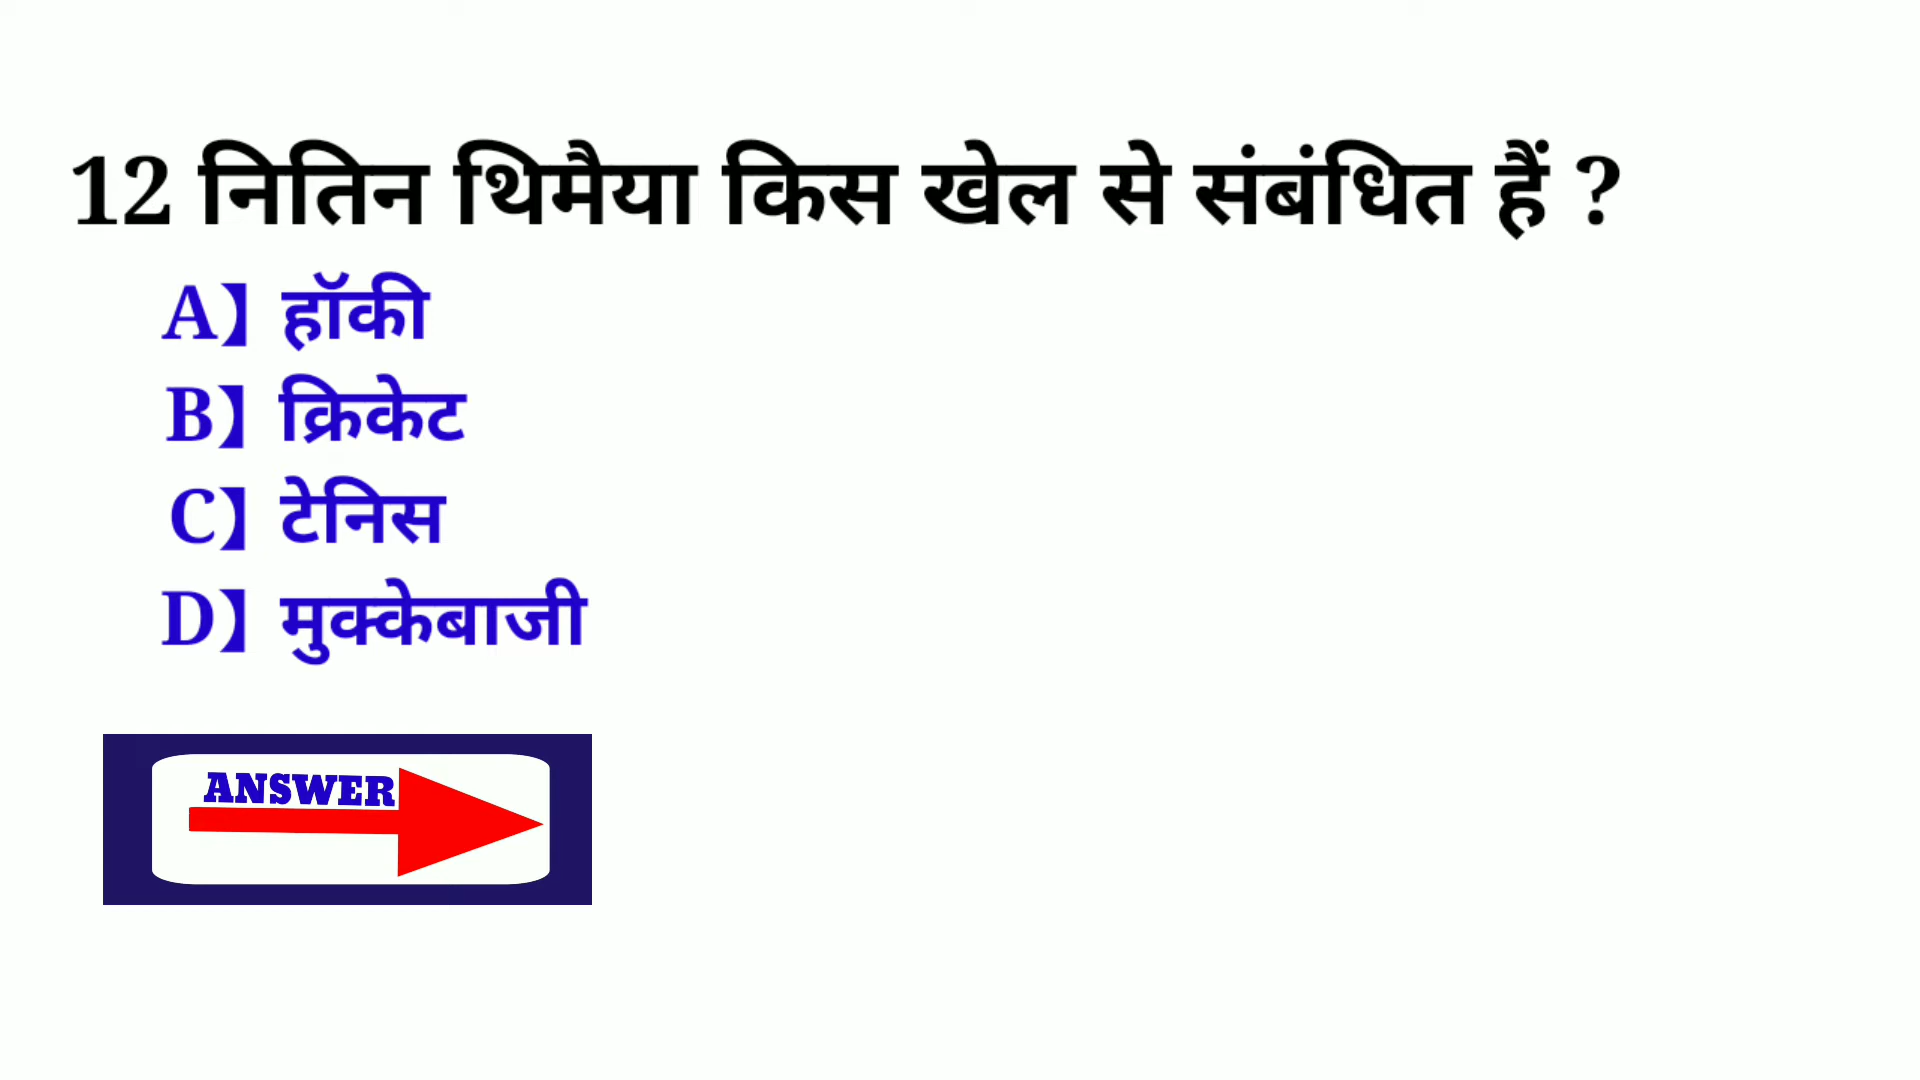 12 नितिन थिमैया किस खेल से संबंधित हैं ?
A】हॉकी
B】क्रिकेट
C】टेनिस
D】मुक्केबाजी
ANSWER